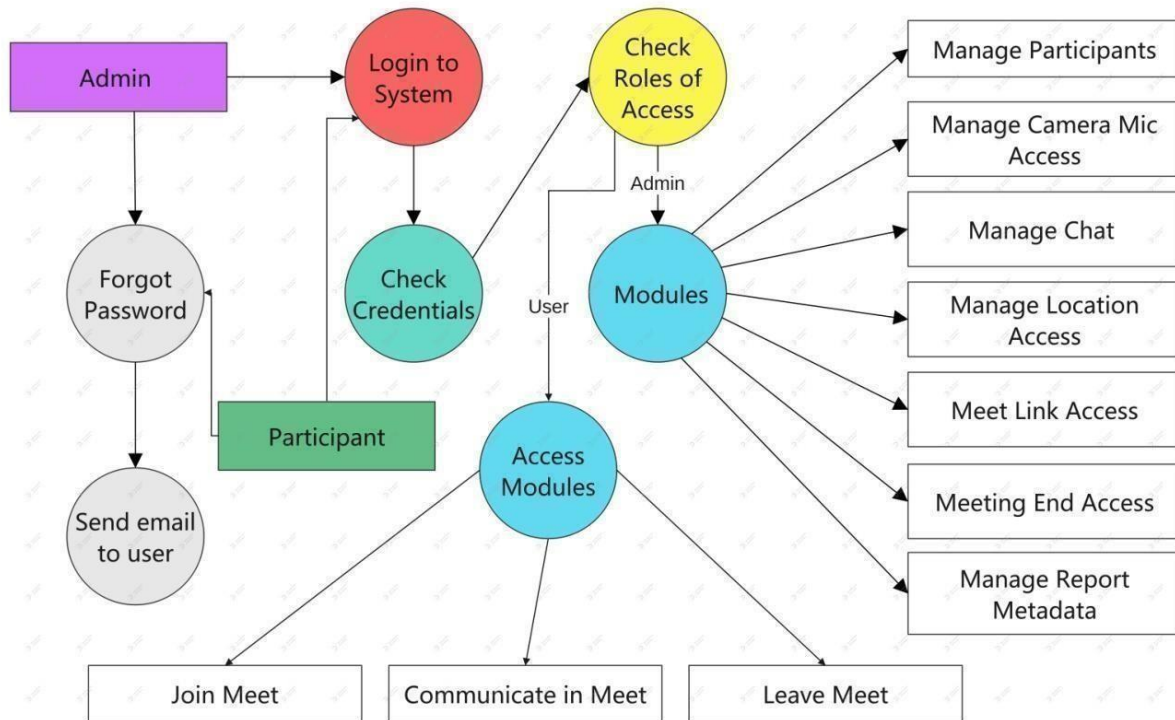 Admin
Login to
System
Check
Roles of
Access
Manage Participants
Manage Camera Mic
Access
Admin
Manage Chat
Forgot
Password
Check
Credentials
User
Modules
Manage Location
Access
Meet Link Access
Participant
Access
Modules
Meeting End Access
Send email
to user
Manage Report
Metadata
Join Meet
Communicate in Meet
Leave Meet